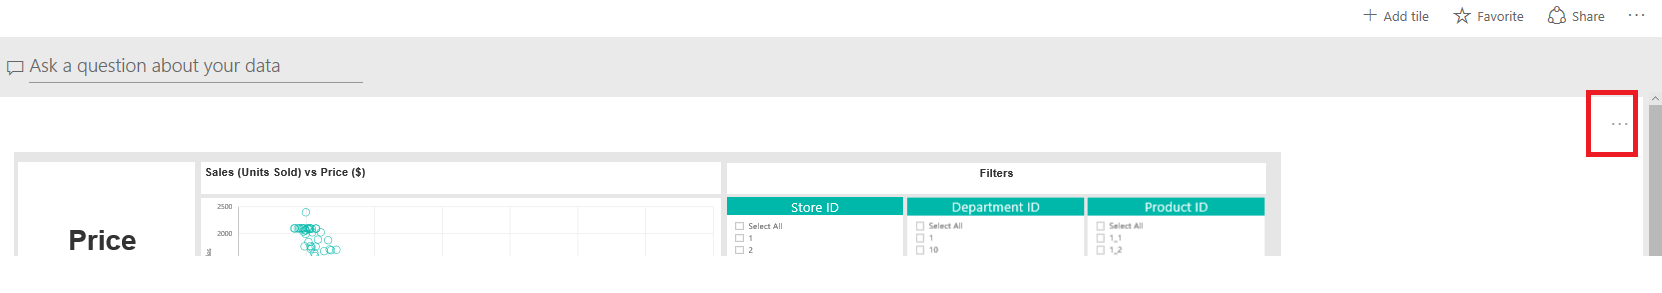 Add tile Favorite Share ...
Ask a question about your data
...
Sales (Units Sold) vs Price ($)
Filters
Price
2500
2000
Store ID
Select All
1
2
Department ID
Select All
1
10
Product ID
Select All
1_1
1_2